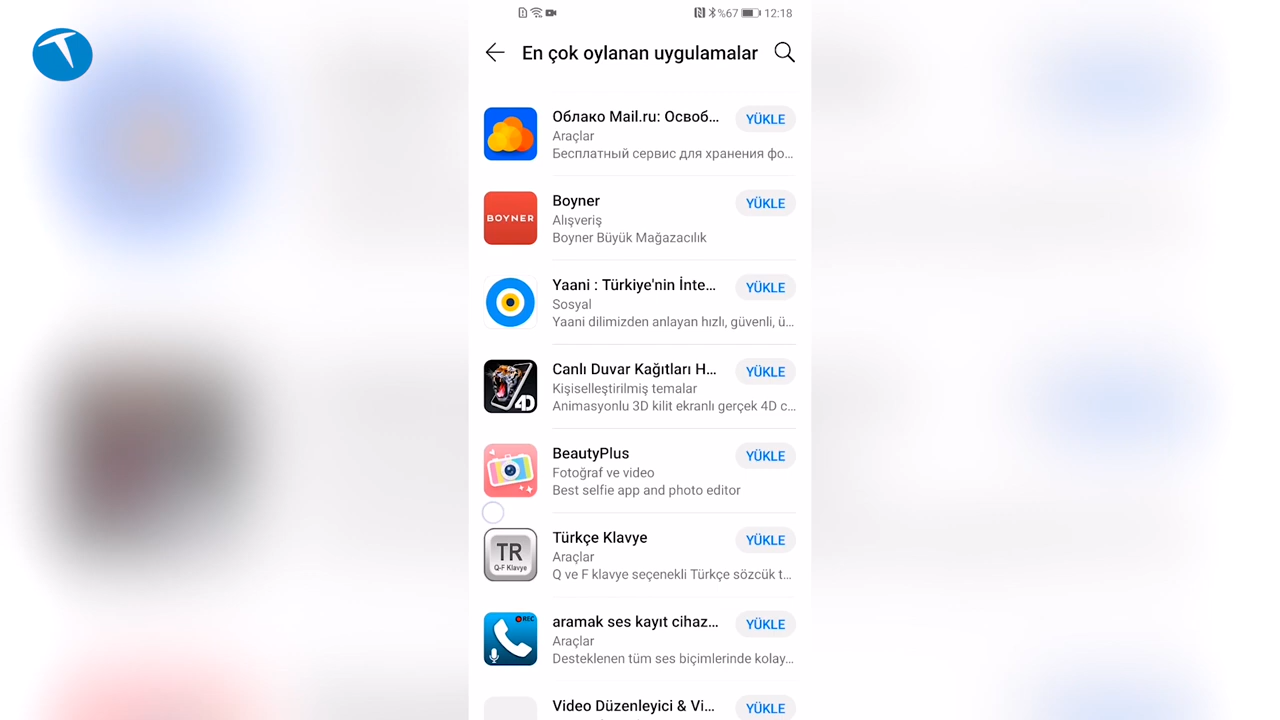 %67 12:18
En çok oylanan uygulamalar
Облако Mail.ru: Освоб...
YÜKLE
Araçlar
Бесплатный сервис для хранения фо...
BOYNER
Boyner
YÜKLE
Alışveriş
Boyner Büyük Mağazacılık
Yaani : Türkiye'nin İnte...
YÜKLE
Sosyal
Yaani dilimizden anlayan hızlı, güvenli, ü...
4D
Canlı Duvar Kağıtları H...
YÜKLE
Kişiselleştirilmiş temalar
Animasyonlu 3D kilit ekranlı gerçek 4D c...
BeautyPlus
YÜKLE
Fotoğraf ve video
Best selfie app and photo editor
TR
Q-F Klavye
Türkçe Klavye
YÜKLE
Araçlar
Q ve F klavye seçenekli Türkçe sözcük t...
REC
aramak ses kayıt cihaz...
YÜKLE
Araçlar
Desteklenen tüm ses biçimlerinde kolay...
Video Düzenleyici & Vi...
YÜKLE